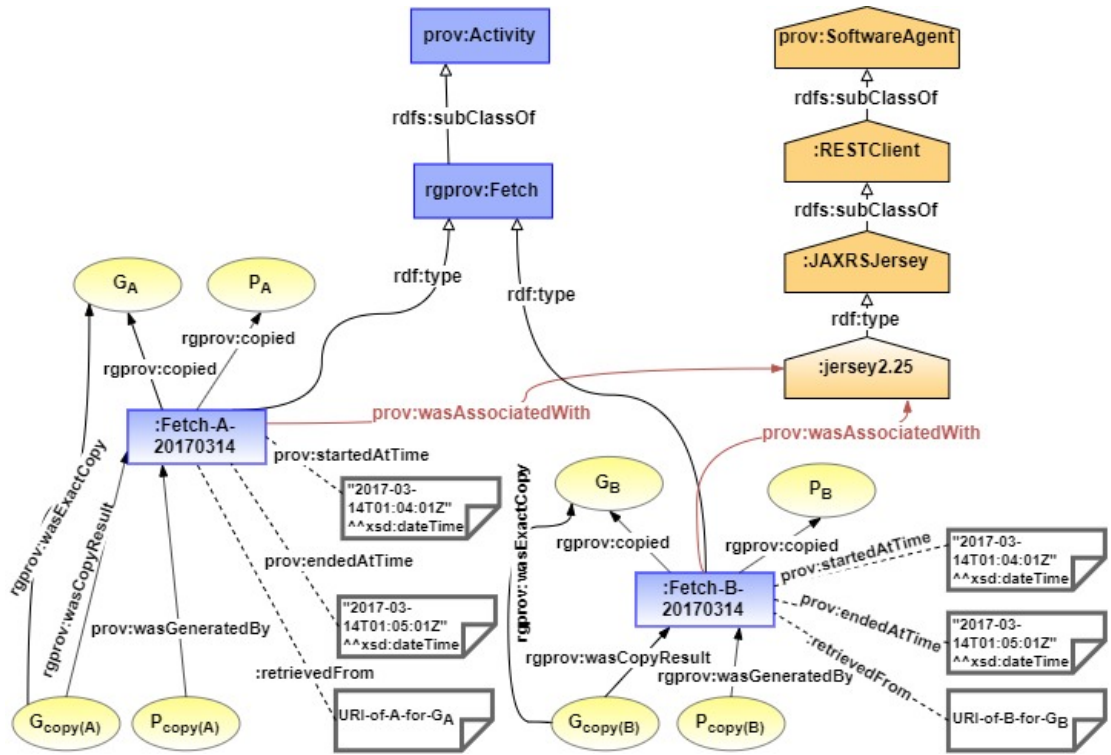 prov:Activity
prov:SoftwareAgent
rdfs:subClassOf
rdfs:subClassOf
:RESTClient
rgprov:Fetch
rdfs:subClassOf
:JAXRSJersey
rdf:type
rdf:type
rdf:type
GA
PA
rgprov:copied
rgprov:copied
:jersey2.25
prov:wasAssociatedWith
prov:wasAssociatedWith
:Fetch-A-
20170314
prov:startedAtTime
"2017-03-
14T01:04:01Z"
^^xsd:dateTime
rgprov:wasExactCopy
rgprov:wasCopyResult
prov:wasGeneratedBy
prov:endedAtTime
"2017-03-
14T01:05:01Z"
^^xsd:dateTime
:retrievedFrom
URI-of-A-for-GA
Gcopy(A)
Pcopy(A)
GB
PB
rgprov:wasExactCopy
rgprov:copied
rgprov:copied
:Fetch-B-
20170314
prov:startedAtTime
"2017-03-
14T01:04:01Z"
^^xsd:dateTime
prov:endedAtTime
"2017-03-
14T01:05:01Z"
^^xsd:dateTime
:retrievedFrom
URI-of-B-for-GB
rgprov:wasCopyResult
rgprov:wasGeneratedBy
Gcopy(B)
Pcopy(B)